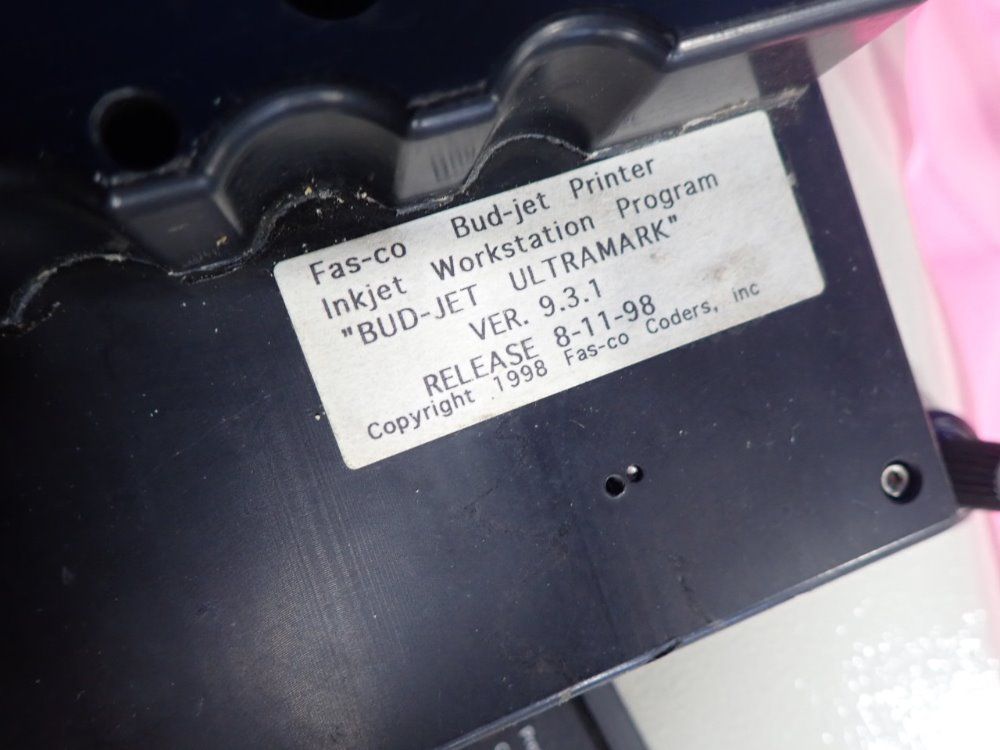 Fas-co Bud-jet Printer
Inkjet Workstation Program
"BUD-JET ULTRAMARK"
VER. 9.3.1
RELEASE 8-11-98
Copyright 1998 Fas-co Coders, inc